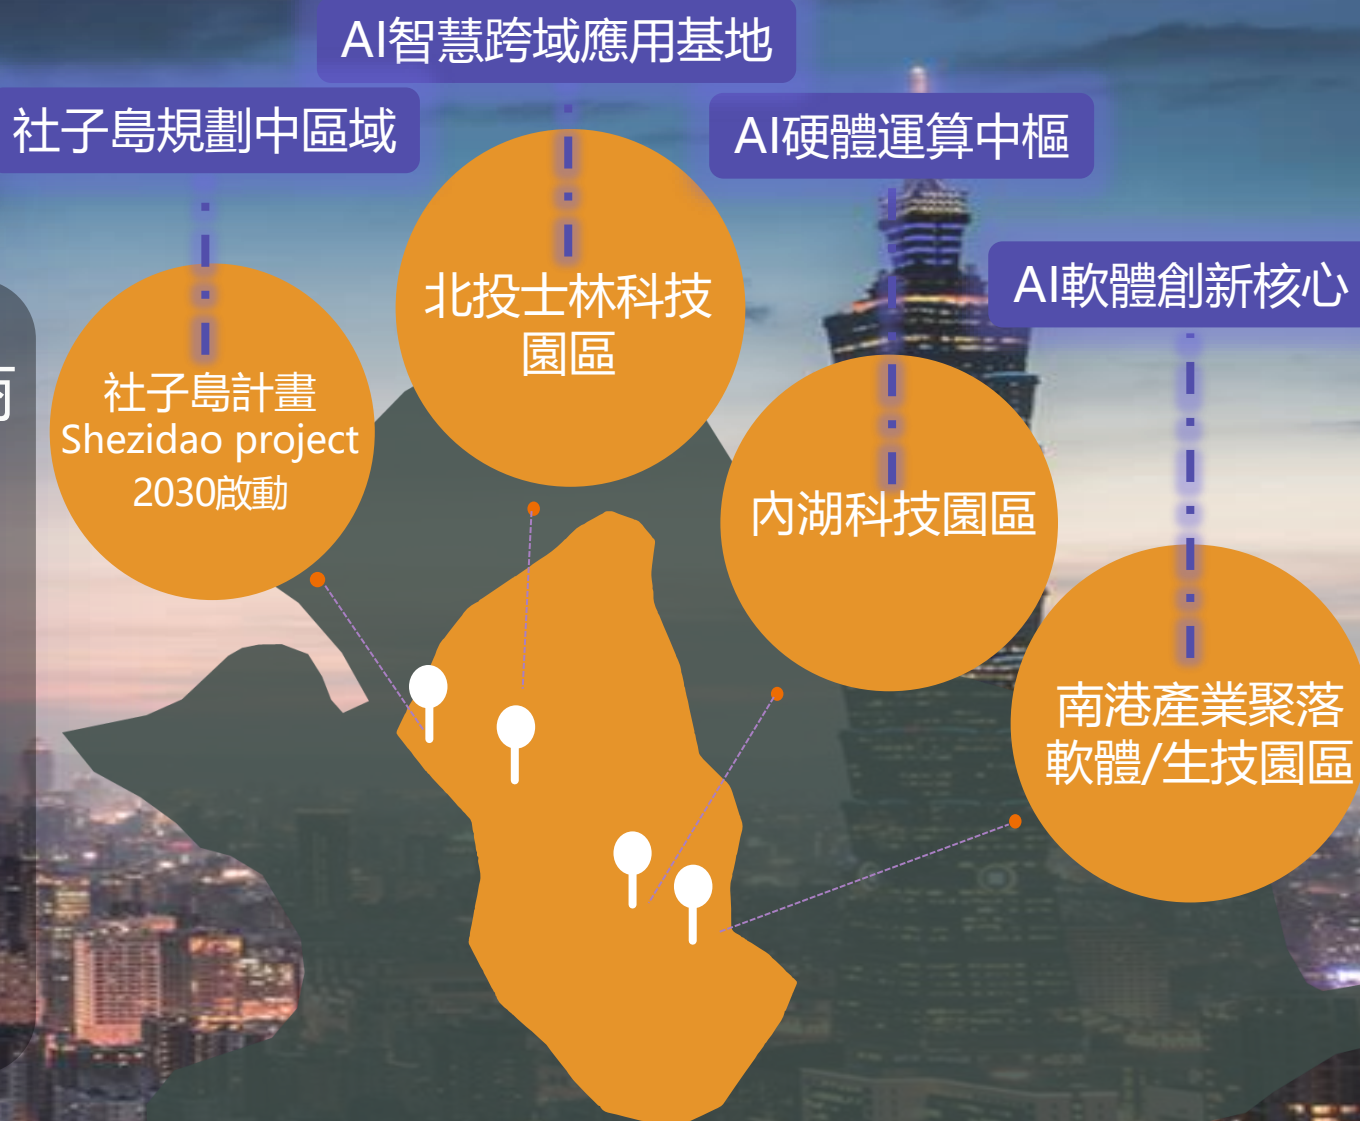 AI智慧跨域應用基地
社子島規劃中區域
AI硬體運算中樞
AI軟體創新核心
北投士林科技
園區
社子島計畫
Shezidao project
2030啟動
內湖科技園區
南港產業聚落
軟體/生技園區